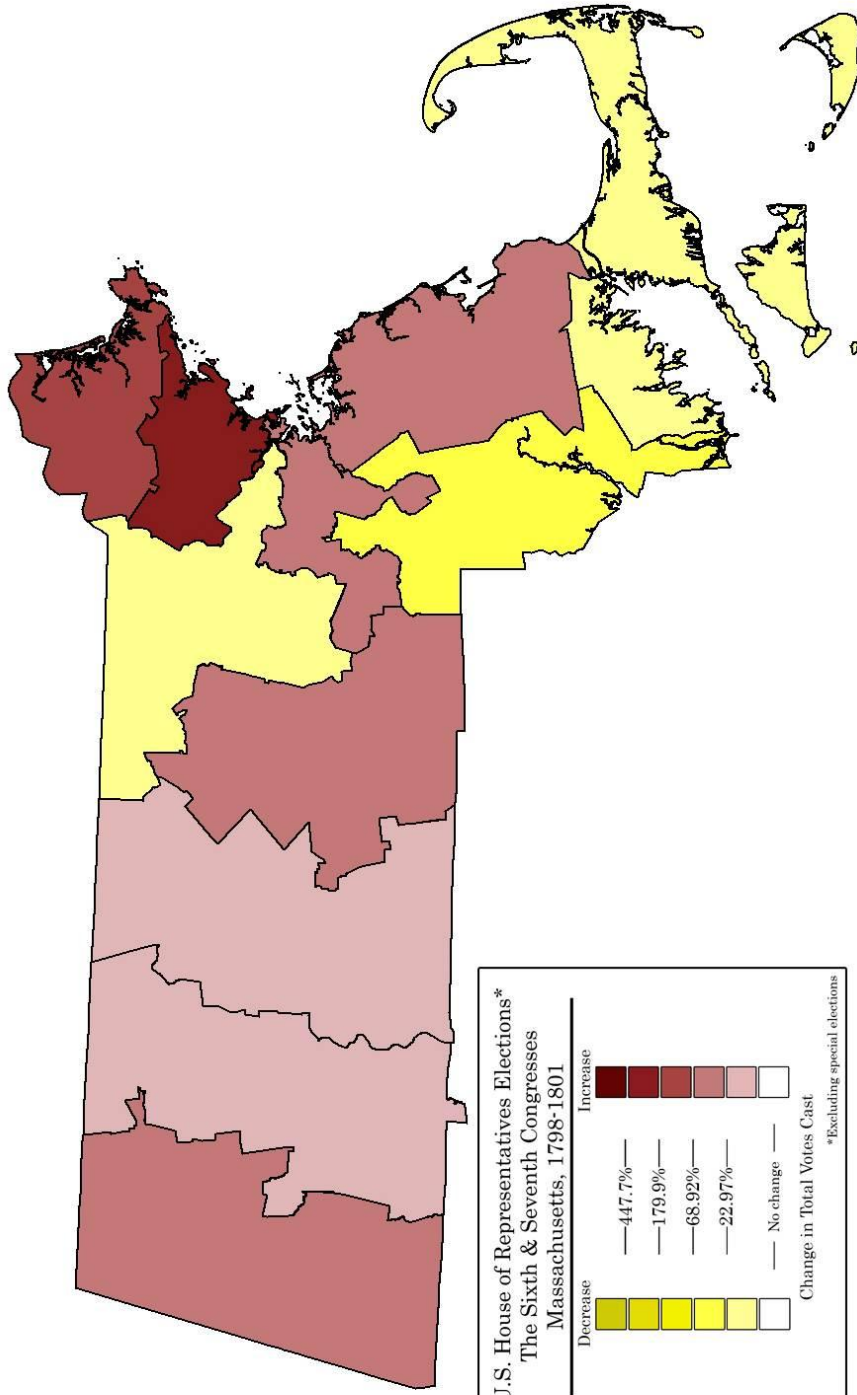 U.S. House of Representatives Elections*
The Sixth & Seventh Congresses
Massachusetts, 1798-1801
Decrease
Increase
447.7%
179.9%
68.92%
22.97%
No change
Change in Total Votes Cast
*Excluding special elections